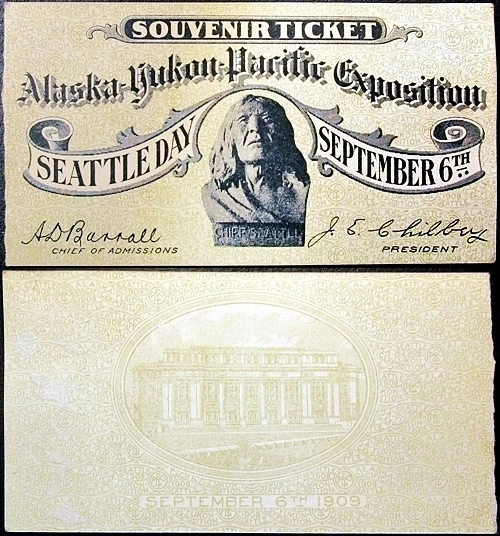 SOUVENIR TICKET
Alaska-Yukon-Pacific Exposition
SEATTLE DAY
SEPTEMBER 6TH
CHIEF SEATTLE
A D Barrall
J. E. Chilberg
CHIEF OF ADMISSIONS
PRESIDENT
SEPTEMBER 6TH 1909